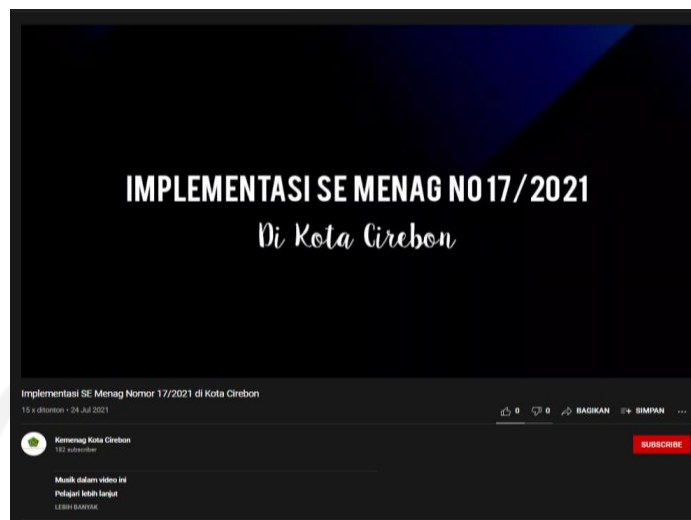 IMPLEMENTASI SE MENAG NO 17/2021
Di Kota Cirebon
Implementasi SE Menag Nomor 17/2021 di Kota Cirebon
15 x ditonton • 24 Jul 2021
0 0 BAGIKAN SIMPAN ...
Kemenag Kota Cirebon
182 subscriber
SUBSCRIBE
Musik dalam video ini
Pelajari lebih lanjut
LEBIH BANYAK